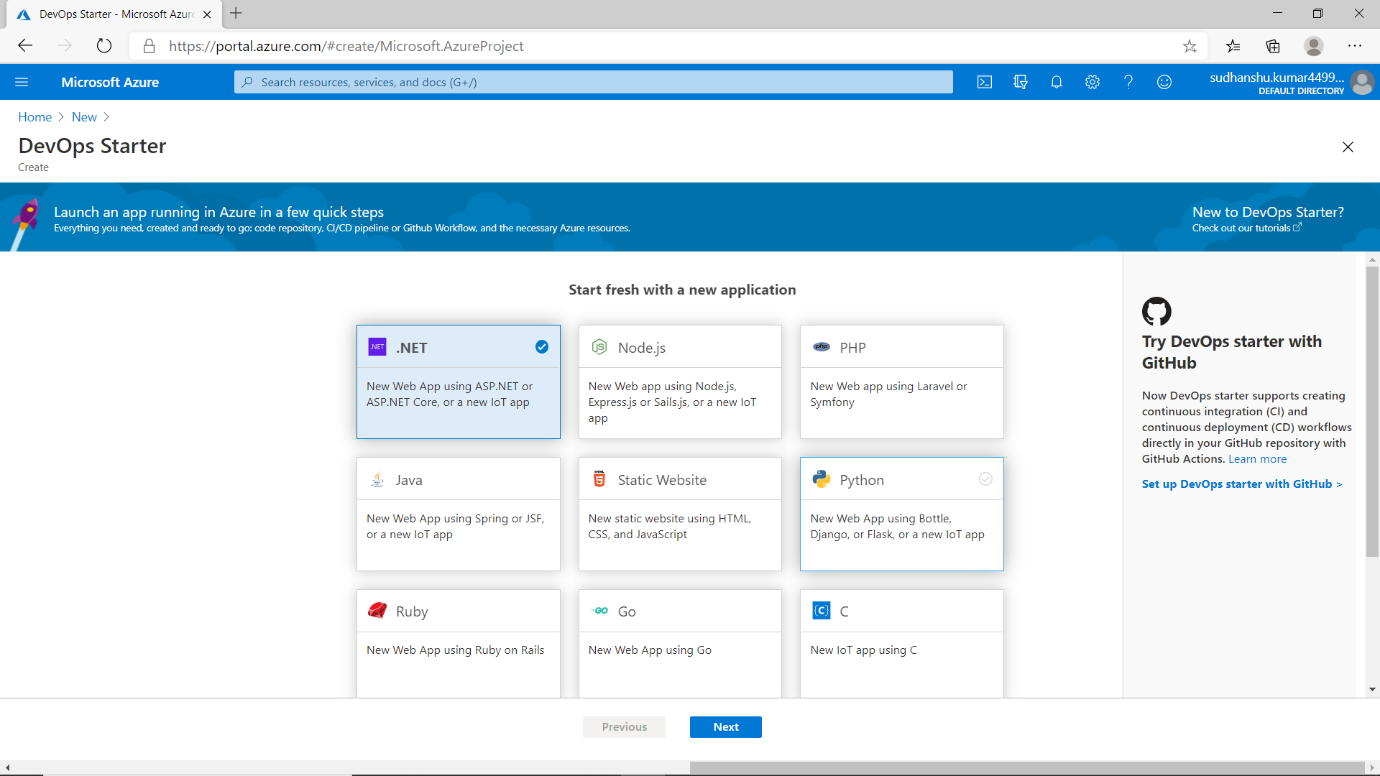 DevOps Starter - Microsoft Azure
https://portal.azure.com/#create/Microsoft.AzureProject
Microsoft Azure
Search resources, services, and docs (G+/)
sudhanshu.kumar4499...
DEFAULT DIRECTORY
Home > New >
DevOps Starter
Create
Launch an app running in Azure in a few quick steps
Everything you need, created and ready to go: code repository, CI/CD pipeline or Github Workflow, and the necessary Azure resources.
New to DevOps Starter?
Check out our tutorials
Start fresh with a new application
.NET
.NET
New Web App using ASP.NET or
ASP.NET Core, or a new IoT app
JS
Node.js
New Web app using Node.js,
Express.js or Sails.js, or a new IoT
app
php
PHP
New Web app using Laravel or
Symfony
Java
New Web App using Spring or JSF,
or a new IoT app
Static Website
New static website using HTML,
CSS, and JavaScript
Python
New Web App using Bottle,
Django, or Flask, or a new IoT app
Ruby
New Web App using Ruby on Rails
GO
Go
New Web App using Go
{C}
C
New IoT app using C
Try DevOps starter with
GitHub
Now DevOps starter supports creating
continuous integration (CI) and
continuous deployment (CD) workflows
directly in your GitHub repository with
GitHub Actions. Learn more
Set up DevOps starter with GitHub >
Previous
Next